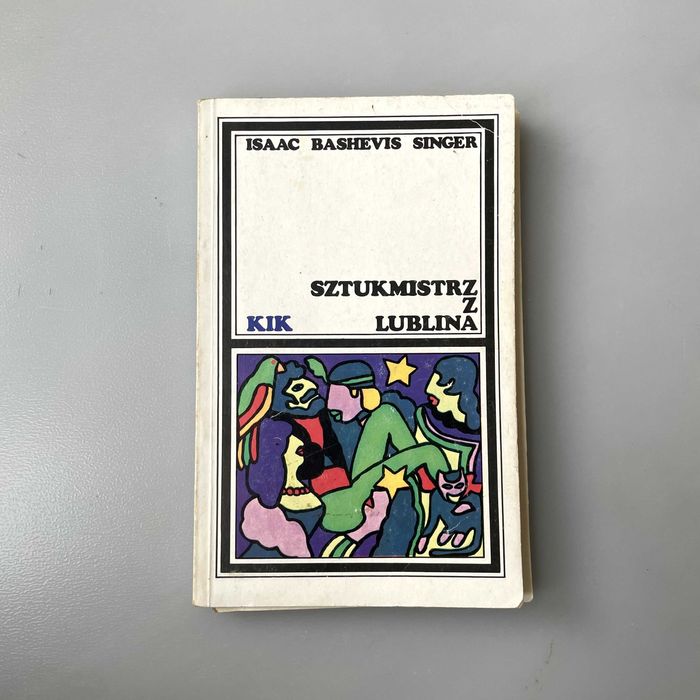 ISAAC BASHEVIS SINGER
SZTUKMISTRZ
Z
KIK LUBLINA